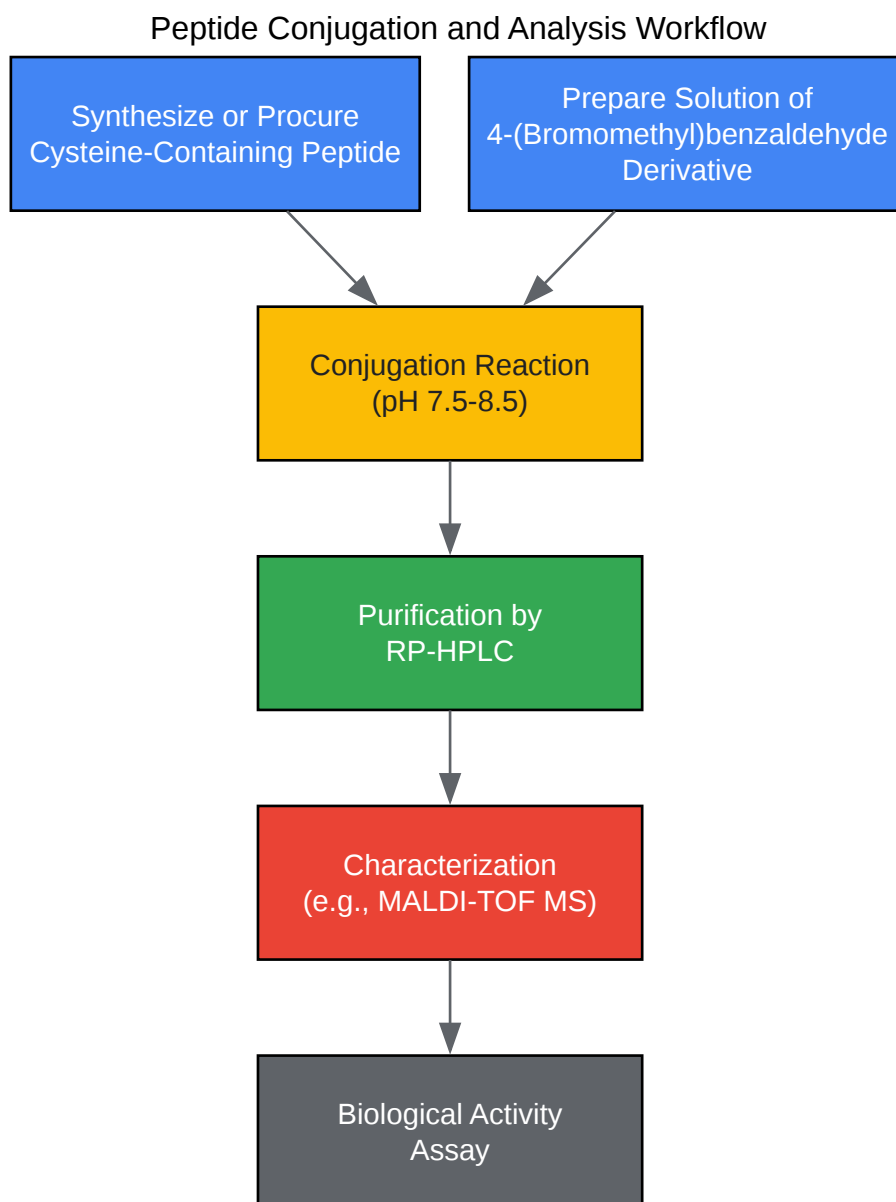 Peptide Conjugation and Analysis Workflow
Synthesize or Procure
Cysteine-Containing Peptide
Prepare Solution of
4-(Bromomethyl)benzaldehyde
Derivative
Conjugation Reaction
(pH 7.5-8.5)
Purification by
RP-HPLC
Characterization
(e.g., MALDI-TOF MS)
Biological Activity
Assay